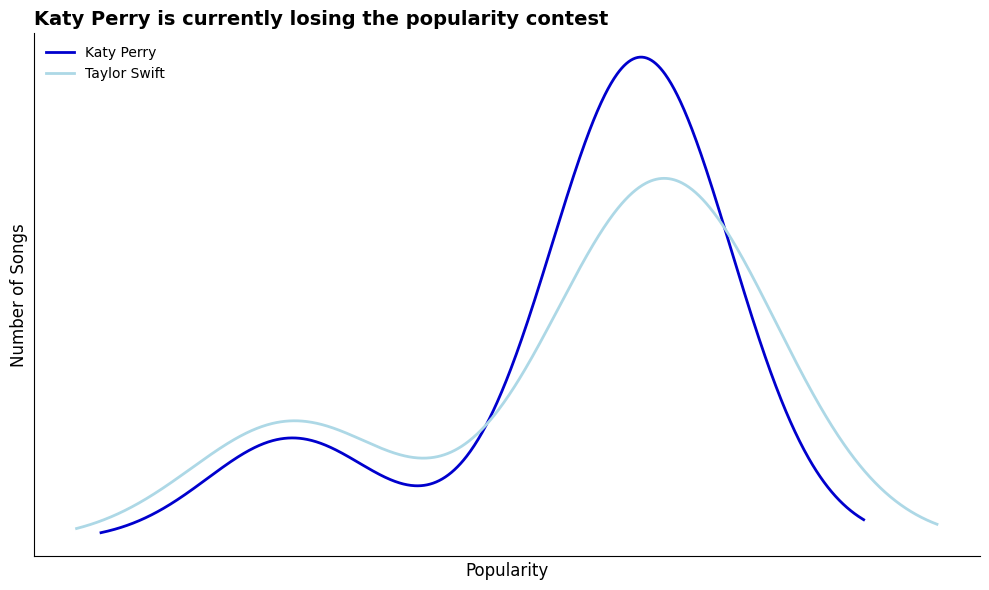 Katy Perry is currently losing the popularity contest
Katy Perry
Taylor Swift
Number of Songs
Popularity